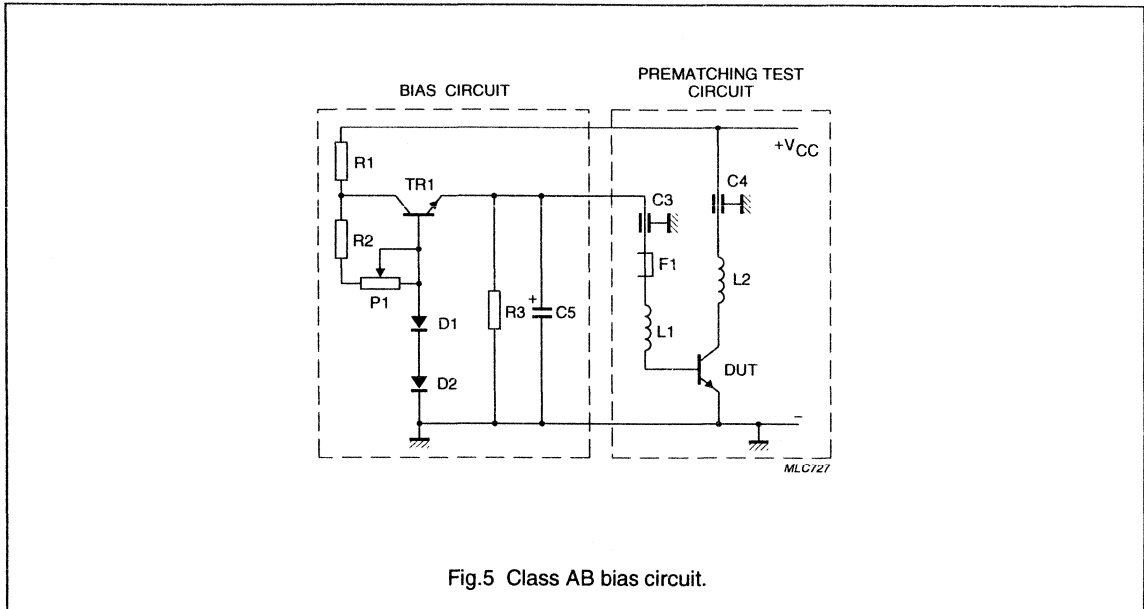 PREMATCHING TEST
CIRCUIT
BIAS CIRCUIT
+VCC
R1
TR1
C3
C4
R2
F1
L2
P1
D1
R3
+
C5
L1
DUT
D2
–
MLC727
Fig.5 Class AB bias circuit.